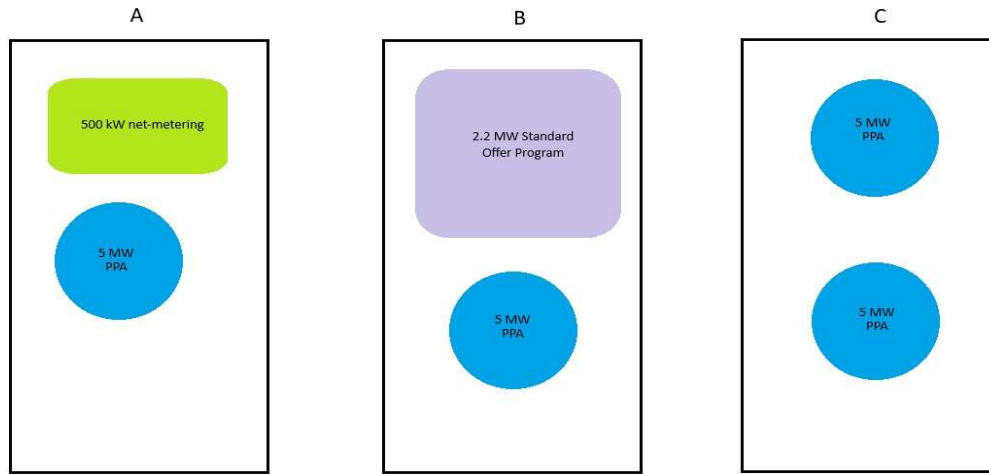 A
B
C
500 kW net-metering
5 MW
PPA
2.2 MW Standard
Offer Program
5 MW
PPA
5 MW
PPA
5 MW
PPA